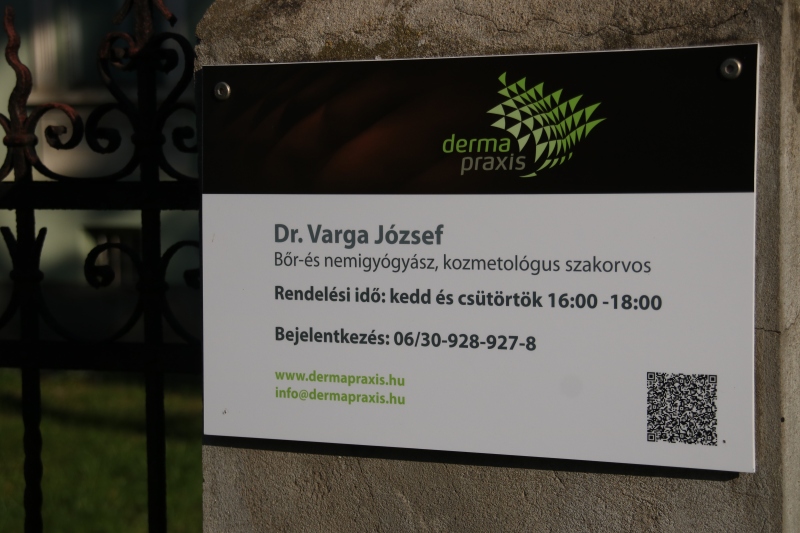 derma
praxis
Dr. Varga József
Bőr-és nemigyógyász, kozmetológus szakorvos
Rendelési idő: kedd és csütörtök 16:00 -18:00
Bejelentkezés: 06/30-928-927-8
www.dermapraxis.hu
info@dermapraxis.hu